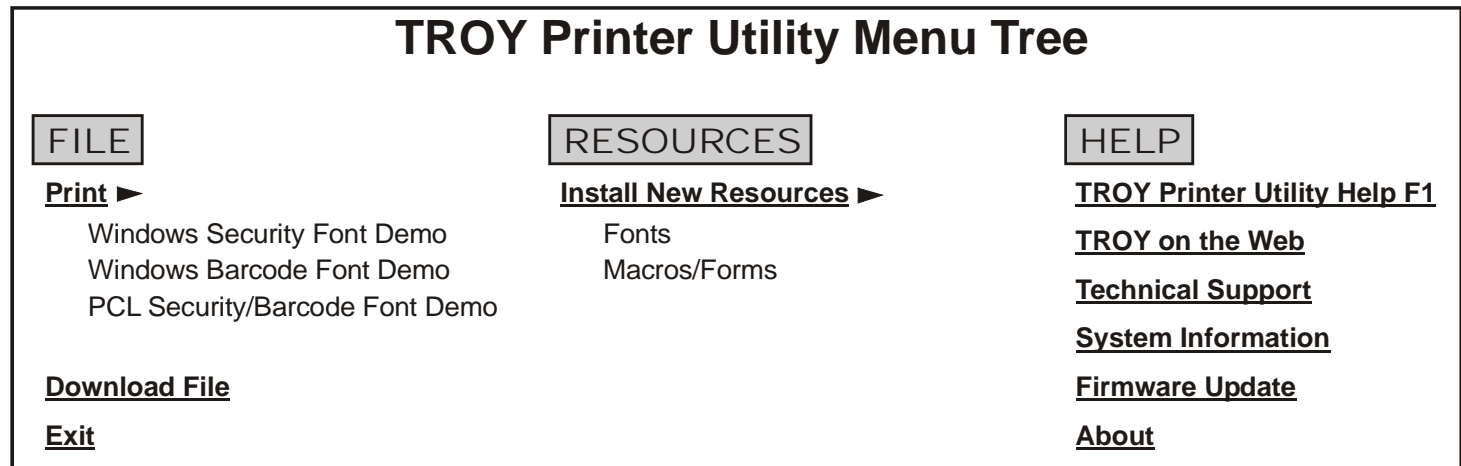 TROY Printer Utility Menu Tree
FILE
Print ►
Windows Security Font Demo
Windows Barcode Font Demo
PCL Security/Barcode Font Demo
Download File
Exit
RESOURCES
Install New Resources ►
Fonts
Macros/Forms
HELP
TROY Printer Utility Help F1
TROY on the Web
Technical Support
System Information
Firmware Update
About